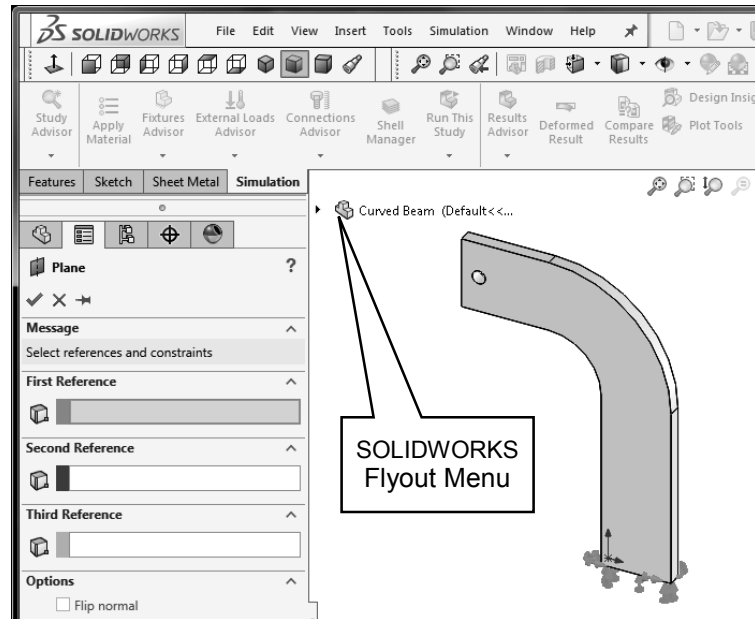 SOLIDWORKS File Edit View Insert Tools Simulation Window Help
Study Advisor
Apply Material
Fixtures Advisor
External Loads Advisor
Connections Advisor
Shell Manager
Run This Study
Results Advisor
Deformed Result
Compare Results
Design Insig
Plot Tools
Features Sketch Sheet Metal Simulation
Curved Beam (Default<<...
Plane ?
Message
Select references and constraints
First Reference
Second Reference
Third Reference
Options
Flip normal
SOLIDWORKS
Flyout Menu